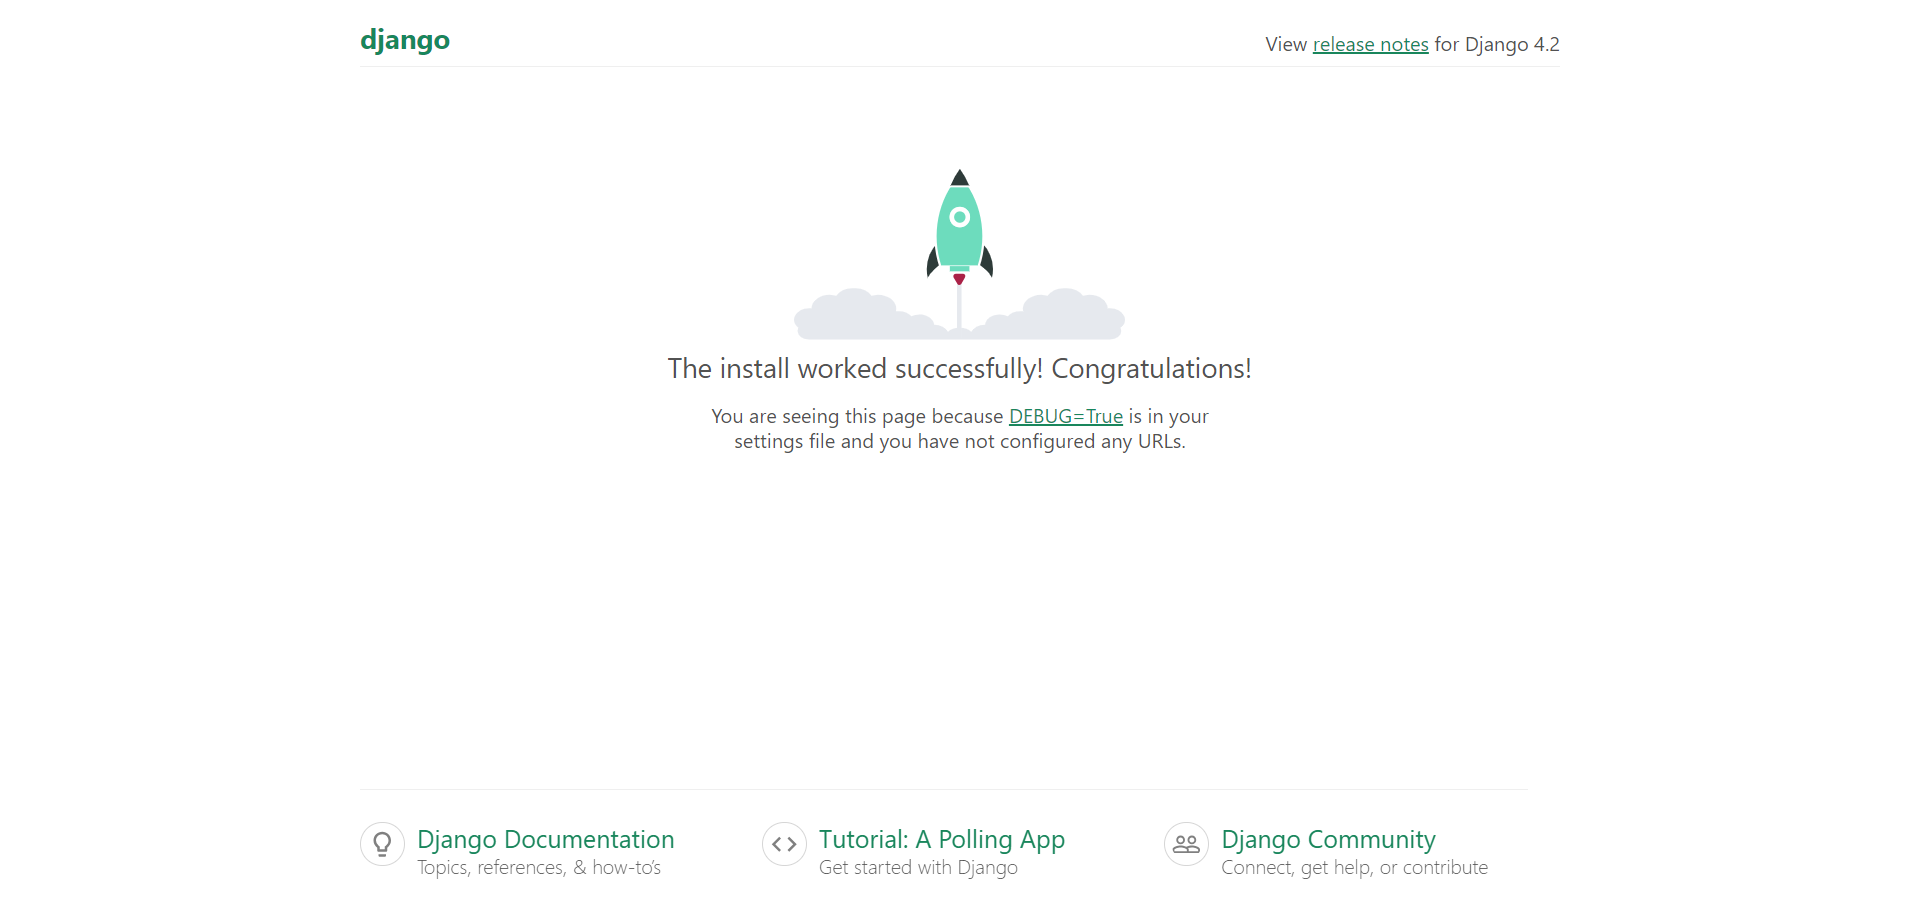 django
View release notes for Django 4.2
The install worked successfully! Congratulations!
You are seeing this page because DEBUG=True is in your
settings file and you have not configured any URLs.
Django Documentation
Topics, references, & how-to’s
Tutorial: A Polling App
Get started with Django
Django Community
Connect, get help, or contribute